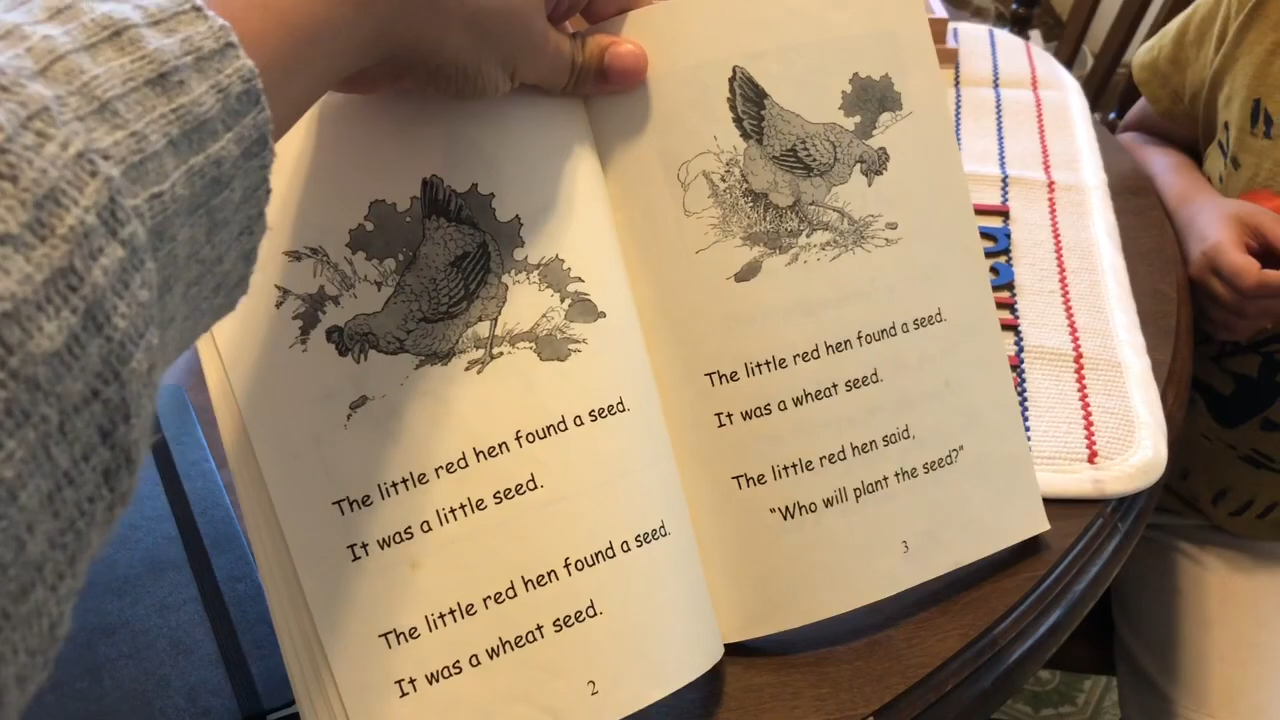 The little red hen found a seed.
It was a little seed.
The little red hen found a seed.
It was a wheat seed.
2
The little red hen found a seed.
It was a wheat seed.
The little red hen said,
"Who will plant the seed?"
3